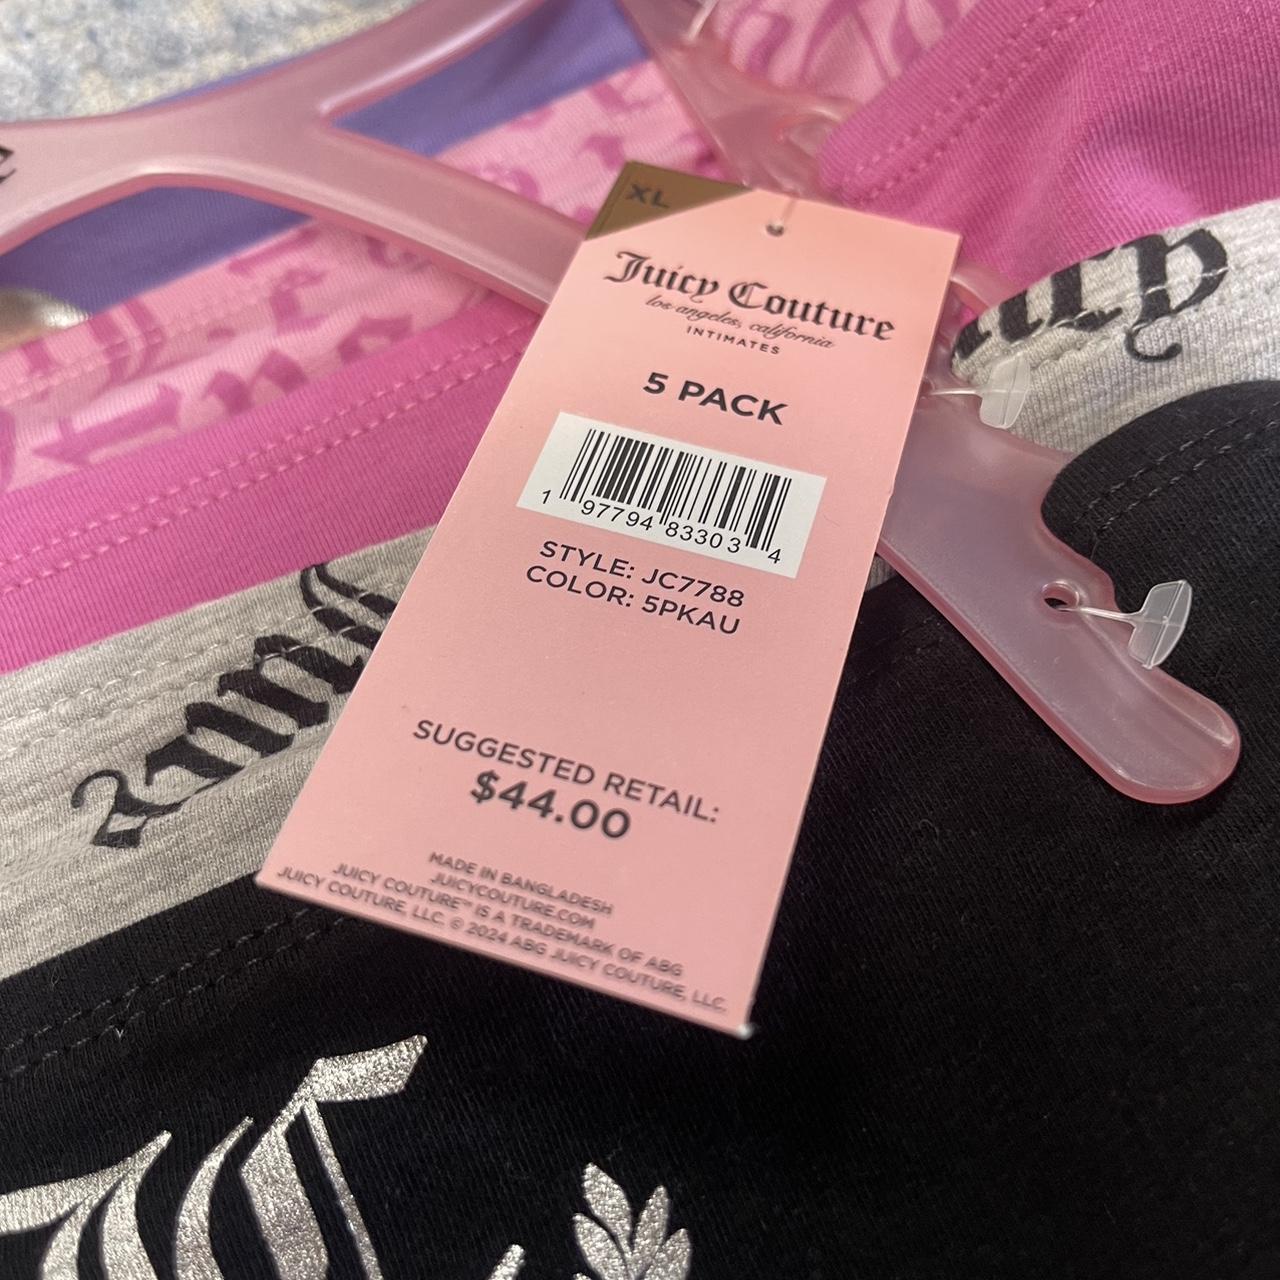 XL
Juicy Couture
los angeles, california
INTIMATES
5 PACK
1 97794 83303 4
STYLE: JC7788
COLOR: 5PKAU
SUGGESTED RETAIL:
$44.00
MADE IN BANGLADESH
JUICYCOUTURE.COM
JUICY COUTURE™ IS A TRADEMARK OF ABG
JUICY COUTURE, LLC. © 2024 ABG JUICY COUTURE, LLC.